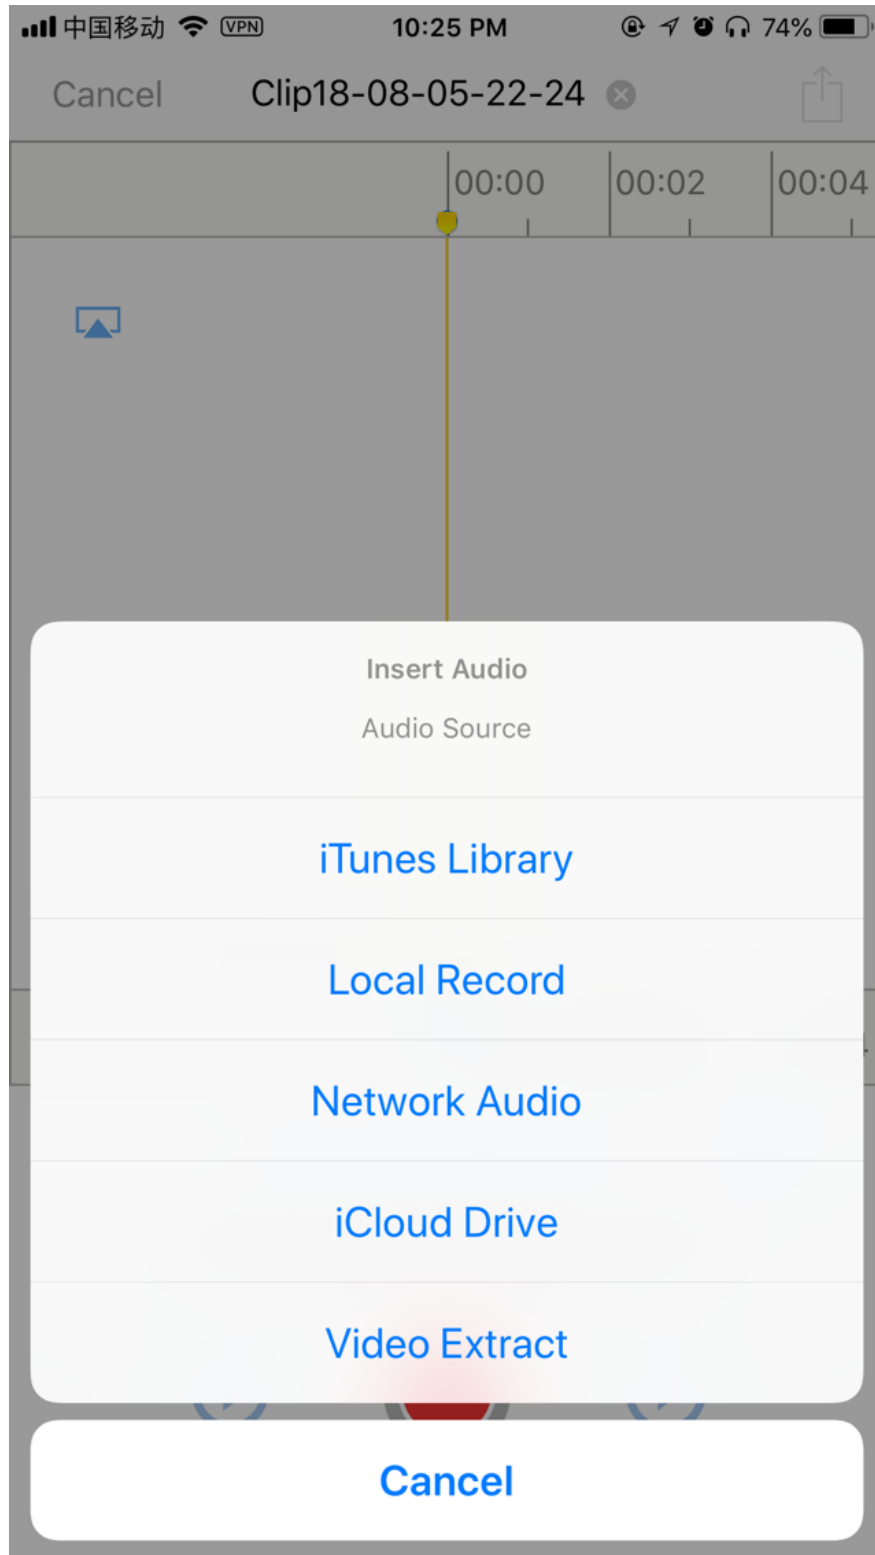 中国移动 VPN 10:25 PM 74%
Cancel Clip18-08-05-22-24
00:00 00:02 00:04
Insert Audio
Audio Source
iTunes Library
Local Record
Network Audio
iCloud Drive
Video Extract
Cancel